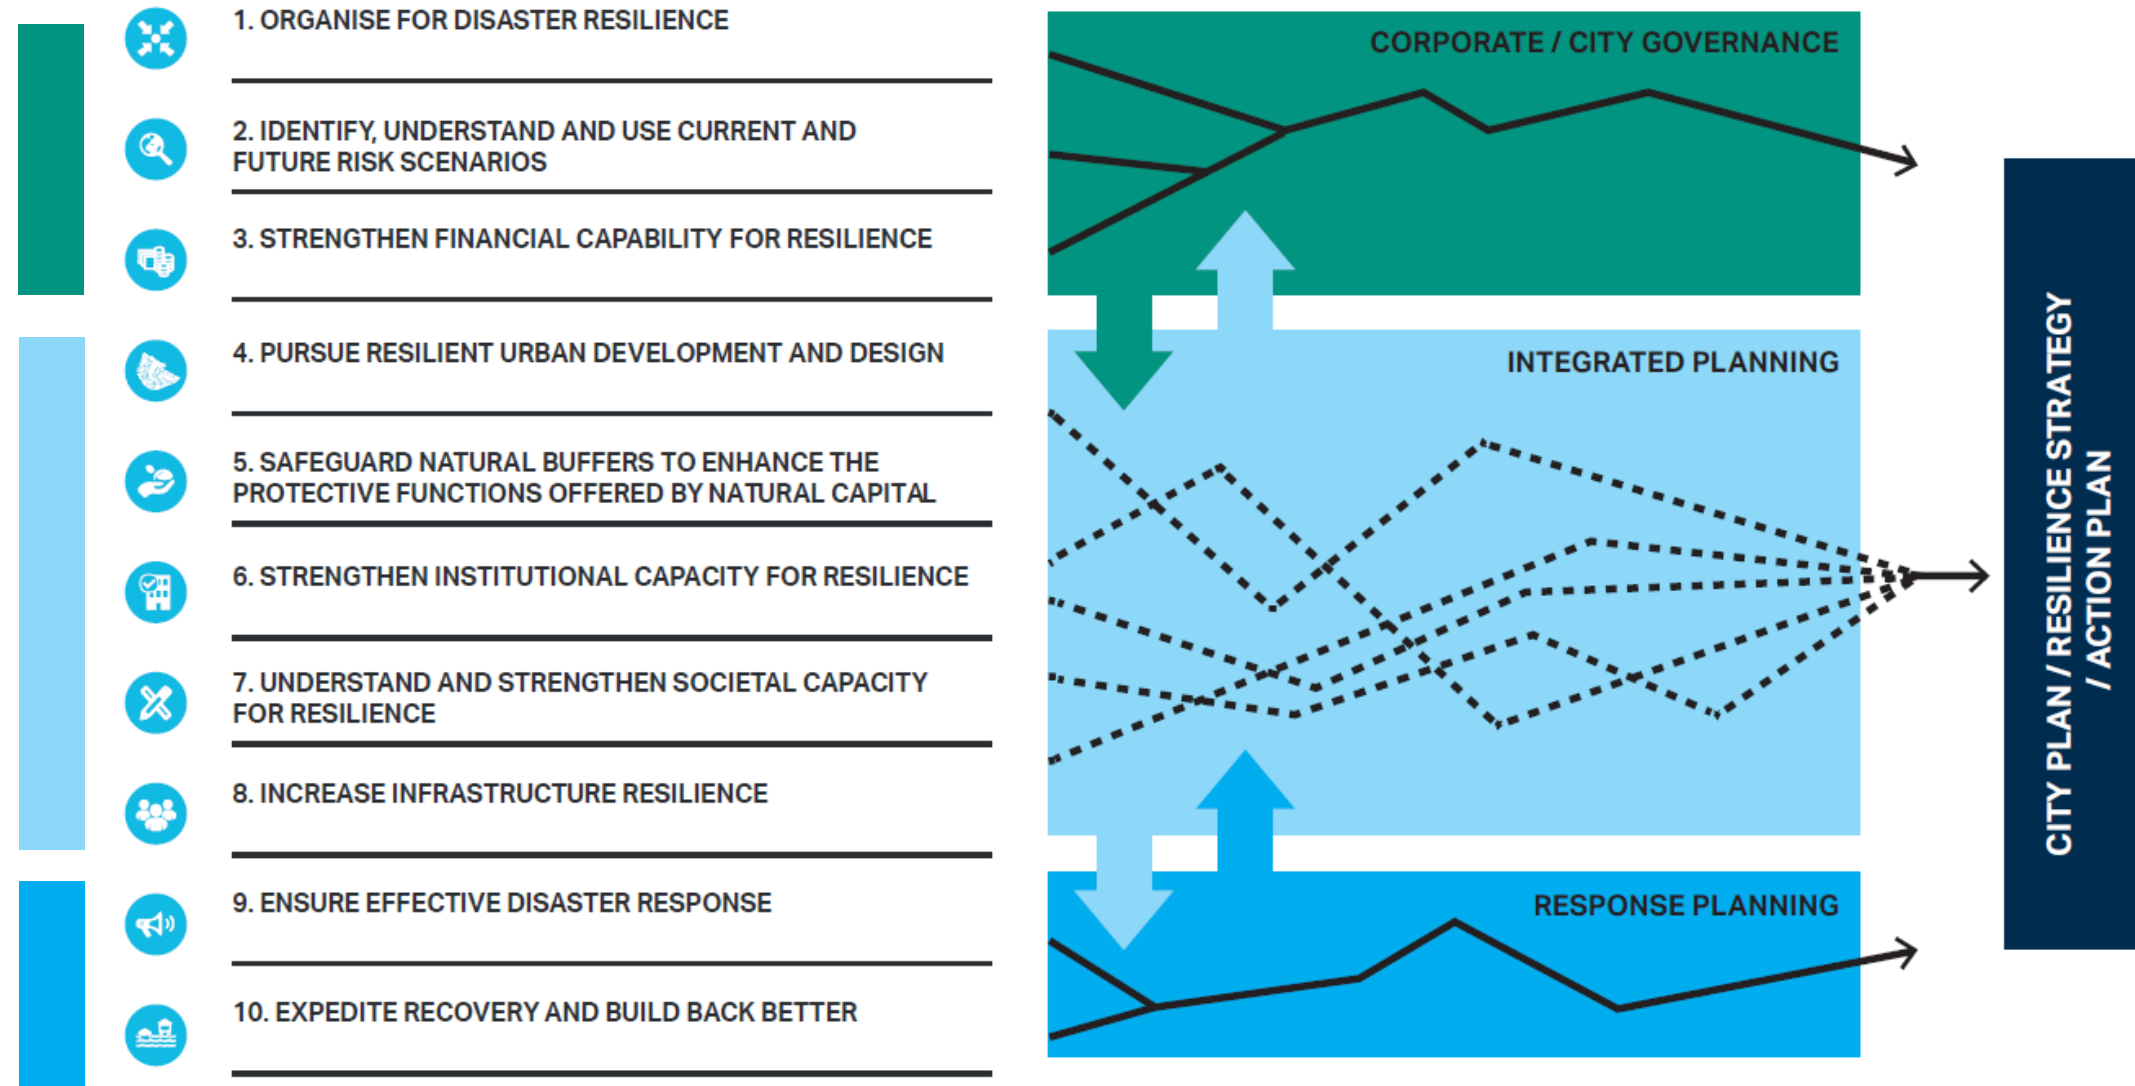 1. ORGANISE FOR DISASTER RESILIENCE
2. IDENTIFY, UNDERSTAND AND USE CURRENT AND
FUTURE RISK SCENARIOS
3. STRENGTHEN FINANCIAL CAPABILITY FOR RESILIENCE
4. PURSUE RESILIENT URBAN DEVELOPMENT AND DESIGN
5. SAFEGUARD NATURAL BUFFERS TO ENHANCE THE
PROTECTIVE FUNCTIONS OFFERED BY NATURAL CAPITAL
6. STRENGTHEN INSTITUTIONAL CAPACITY FOR RESILIENCE
7. UNDERSTAND AND STRENGTHEN SOCIETAL CAPACITY
FOR RESILIENCE
8. INCREASE INFRASTRUCTURE RESILIENCE
9. ENSURE EFFECTIVE DISASTER RESPONSE
10. EXPEDITE RECOVERY AND BUILD BACK BETTER
CORPORATE / CITY GOVERNANCE
INTEGRATED PLANNING
RESPONSE PLANNING
CITY PLAN / RESILIENCE STRATEGY
/ ACTION PLAN